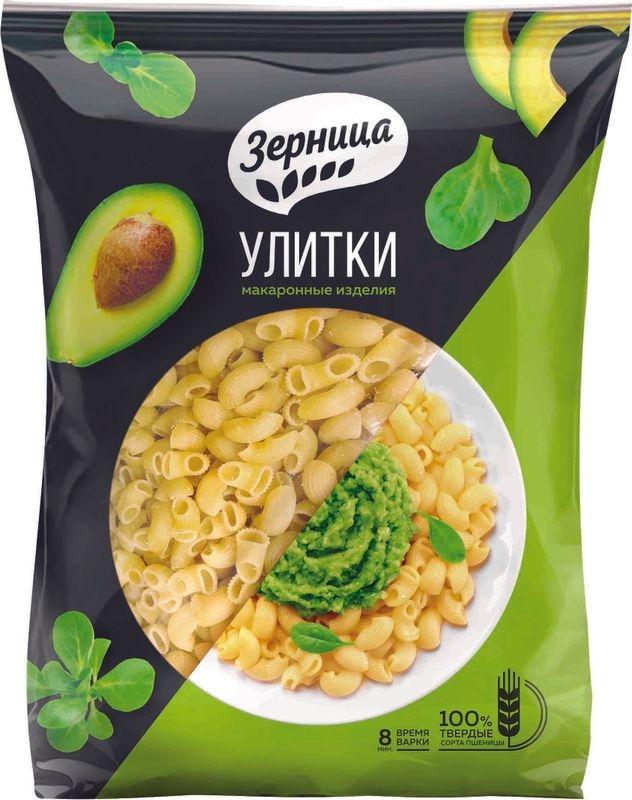 Зерница
УЛИТКИ
макаронные изделия
8 ВРЕМЯ
МИН. ВАРКИ
100%
ТВЕРДЫЕ
СОРТА ПШЕНИЦЫ